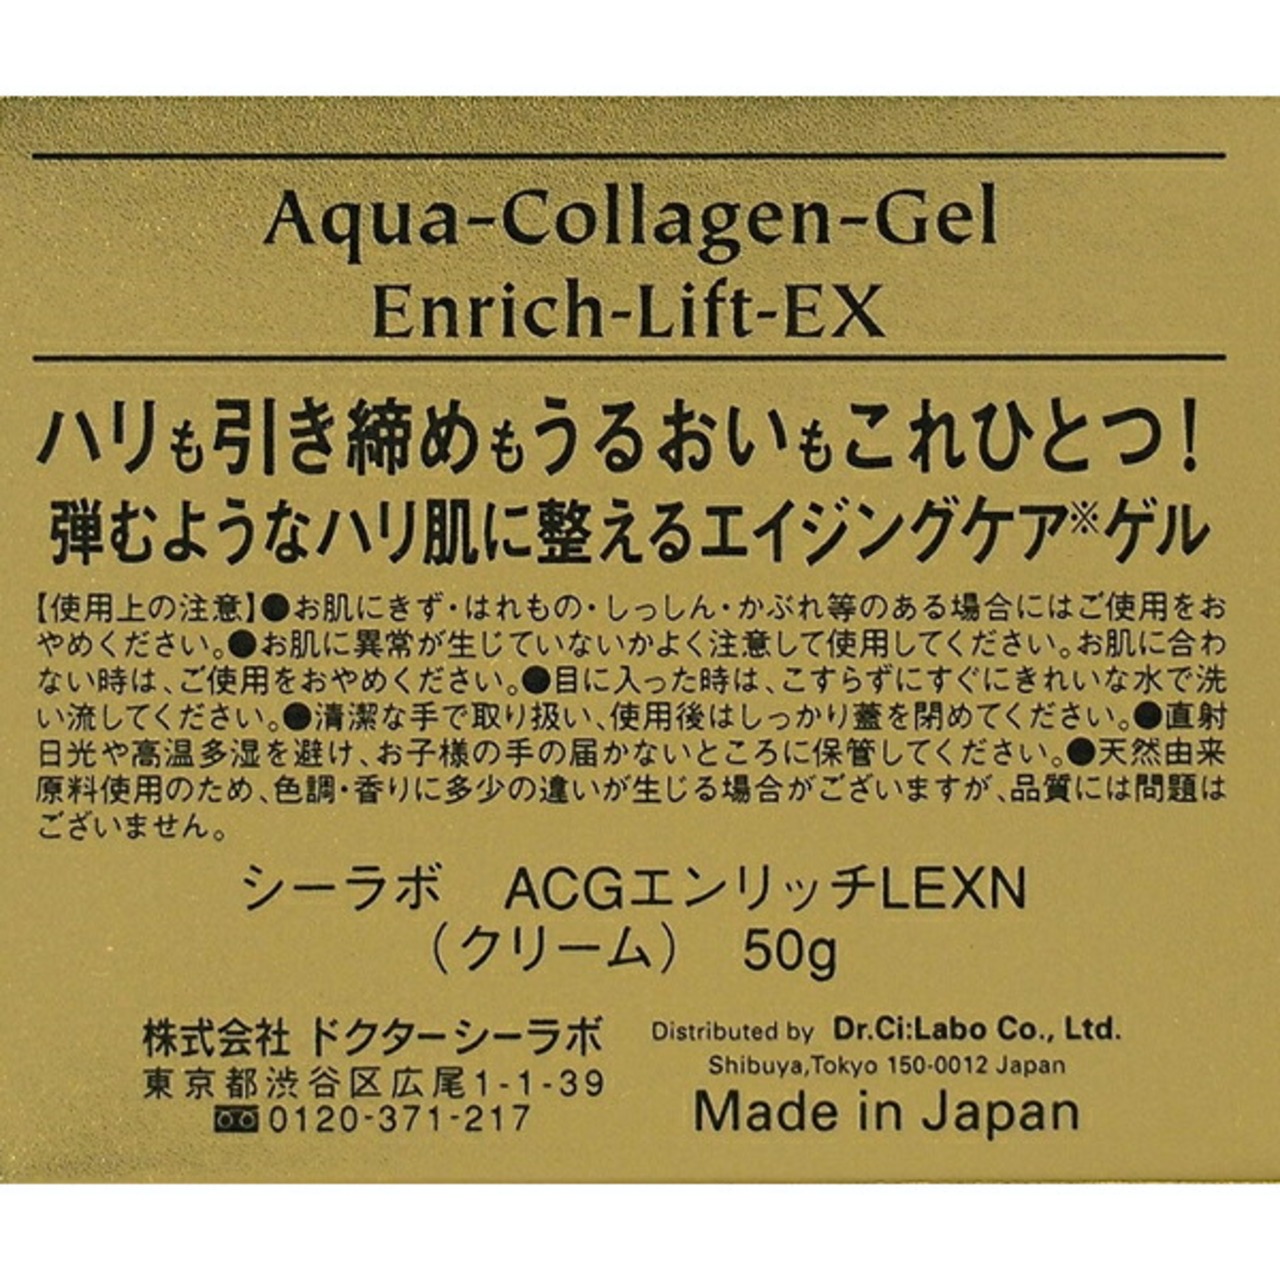 Aqua-Collagen-Gel
Enrich-Lift-EX
ハリも引き締めもうるおいもこれひとつ!
弾むようなハリ肌に整えるエイジングケア※ゲル
【使用上の注意】●お肌にきず・はれもの・しっしん・かぶれ等のある場合にはご使用をお
やめください。●お肌に異常が生じていないかよく注意して使用してください。お肌に合わ
ない時は、ご使用をおやめください。●目に入った時は、こすらずにすぐにきれいな水で洗
い流してください。●清潔な手で取り扱い、使用後はしっかり蓋を閉めてください。●直射
日光や高温多湿を避け、お子様の手の届かないところに保管してください。●天然由来
原料使用のため、色調・香りに多少の違いが生じる場合がございますが、品質には問題は
ございません。
シーラボ　ACGエンリッチLEXN
(クリーム)　50g
株式会社 ドクターシーラボ
東京都渋谷区広尾1-1-39
0120-371-217
Distributed by Dr.Ci:Labo Co., Ltd.
Shibuya,Tokyo 150-0012 Japan
Made in Japan